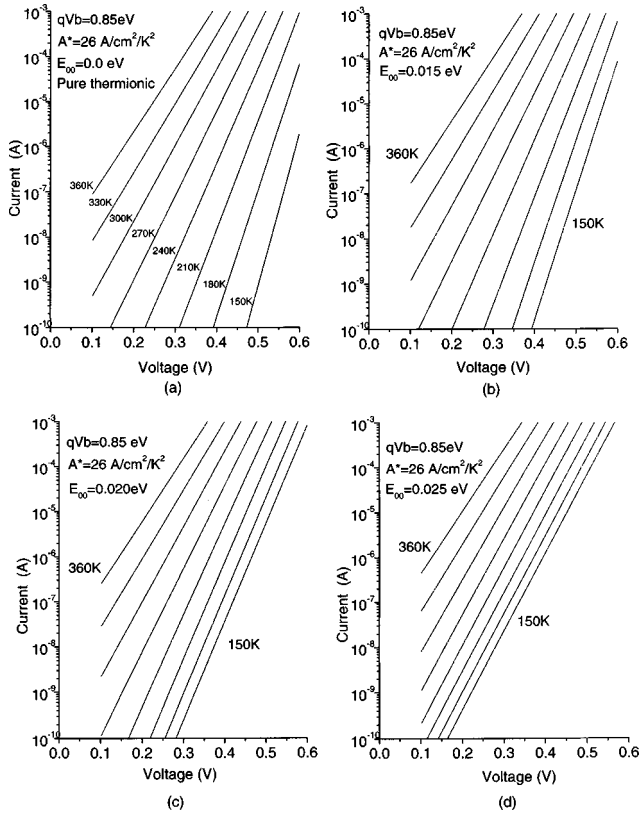 qVb=0.85eV
A*=26 A/cm²/K²
E₀₀=0.0 eV
Pure thermionic
10⁻³
10⁻⁴
10⁻⁵
10⁻⁶
10⁻⁷
10⁻⁸
10⁻⁹
10⁻¹⁰
Current (A)
360K
330K
300K
270K
240K
210K
180K
150K
0.0 0.1 0.2 0.3 0.4 0.5 0.6
Voltage (V)
(a)
qVb=0.85eV
A*=26 A/cm²/K²
E₀₀=0.015 eV
10⁻³
10⁻⁴
10⁻⁵
10⁻⁶
10⁻⁷
10⁻⁸
10⁻⁹
10⁻¹⁰
Current (A)
360K
150K
0.0 0.1 0.2 0.3 0.4 0.5 0.6
Voltage (V)
(b)
qVb=0.85 eV
A*=26 A/cm²/K²
E₀₀=0.020eV
10⁻³
10⁻⁴
10⁻⁵
10⁻⁶
10⁻⁷
10⁻⁸
10⁻⁹
10⁻¹⁰
Current (A)
360K
150K
0.0 0.1 0.2 0.3 0.4 0.5 0.6
Voltage (V)
(c)
qVb=0.85eV
A*=26 A/cm²/K²
E₀₀=0.025 eV
10⁻³
10⁻⁴
10⁻⁵
10⁻⁶
10⁻⁷
10⁻⁸
10⁻⁹
10⁻¹⁰
Current (A)
360K
150K
0.0 0.1 0.2 0.3 0.4 0.5 0.6
Voltage (V)
(d)